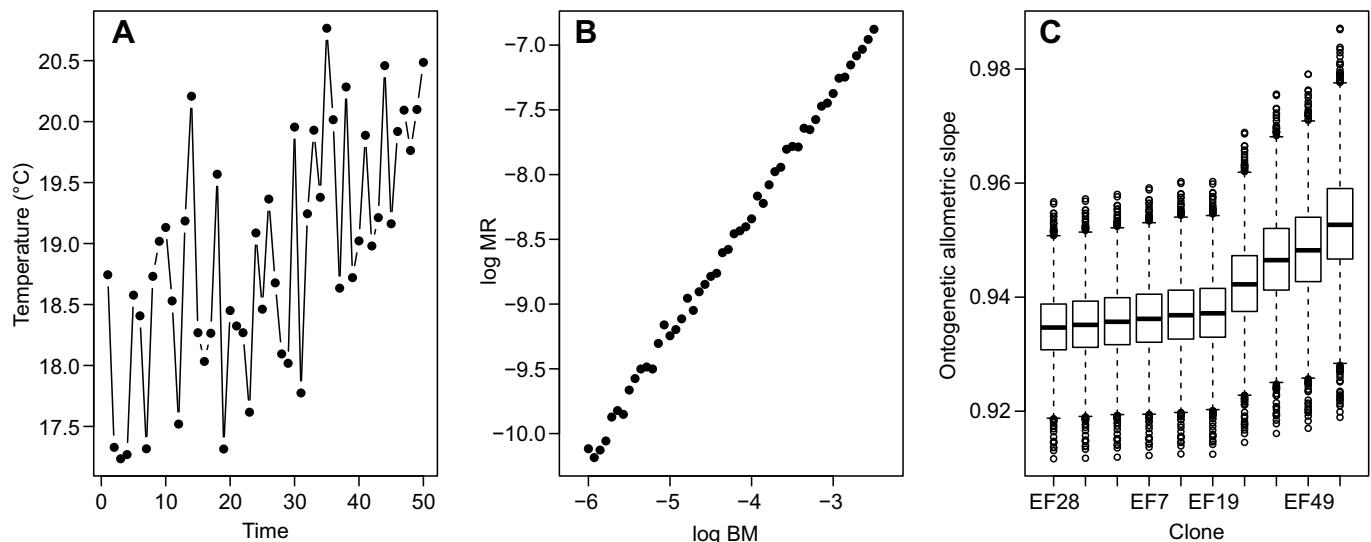 A
Temperature (°C)
20.5
20.0
19.5
19.0
18.5
18.0
17.5
0 10 20 30 40 50
Time
B
log MR
−7.0
−7.5
−8.0
−8.5
−9.0
−9.5
−10.0
−6 −5 −4 −3
log BM
C
Ontogenetic allometric slope
0.98
0.96
0.94
0.92
EF28 EF7 EF19 EF49
Clone